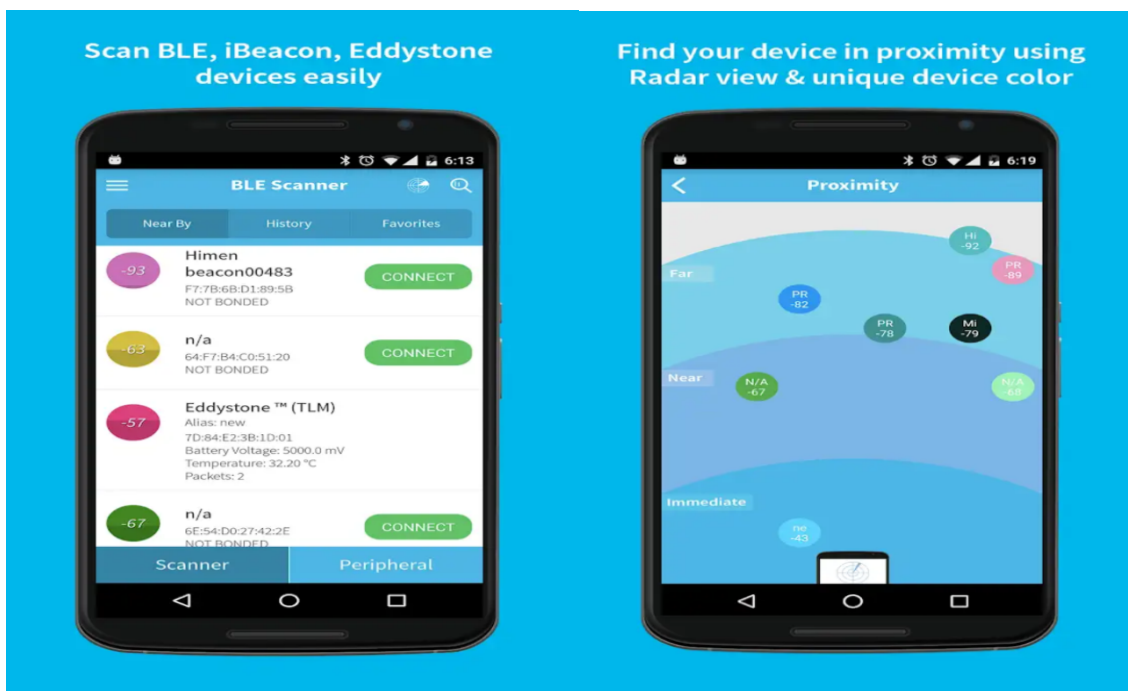 Scan BLE, iBeacon, Eddystone
devices easily
6:13
BLE Scanner
Near By
History
Favorites
-93
Himen
beacon00483
F7:7B:6B:D1:89:5B
NOT BONDED
CONNECT
-63
n/a
64:F7:B4:C0:51:20
NOT BONDED
CONNECT
-57
Eddystone ™ (TLM)
Alias: new
7D:84:E2:3B:1D:01
Battery Voltage: 5000.0 mV
Temperature: 32.20 °C
Packets: 2
-67
n/a
6E:54:D0:27:42:2E
NOT BONDED
CONNECT
Scanner
Peripheral
Find your device in proximity using
Radar view & unique device color
6:19
Proximity
Hi
-92
Far
PR
-89
PR
-82
PR
-78
Mi
-79
Near
N/A
-67
N/A
-68
Immediate
ne
-43